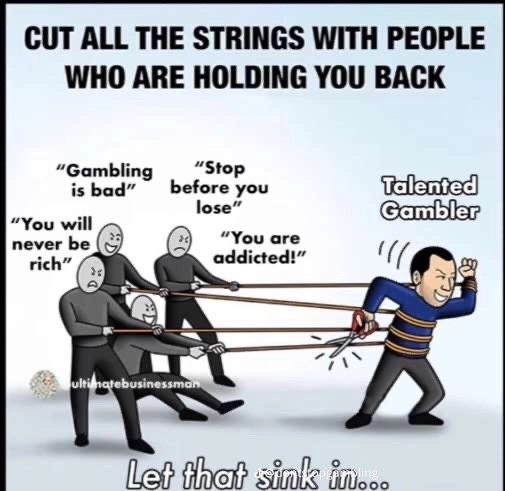 CUT ALL THE STRINGS WITH PEOPLE
WHO ARE HOLDING YOU BACK
“Gambling
is bad”
“Stop
before you
lose”
Talented
Gambler
“You will
never be
rich”
“You are
addicted!”
ultimatebusinessman
Let that sink in...